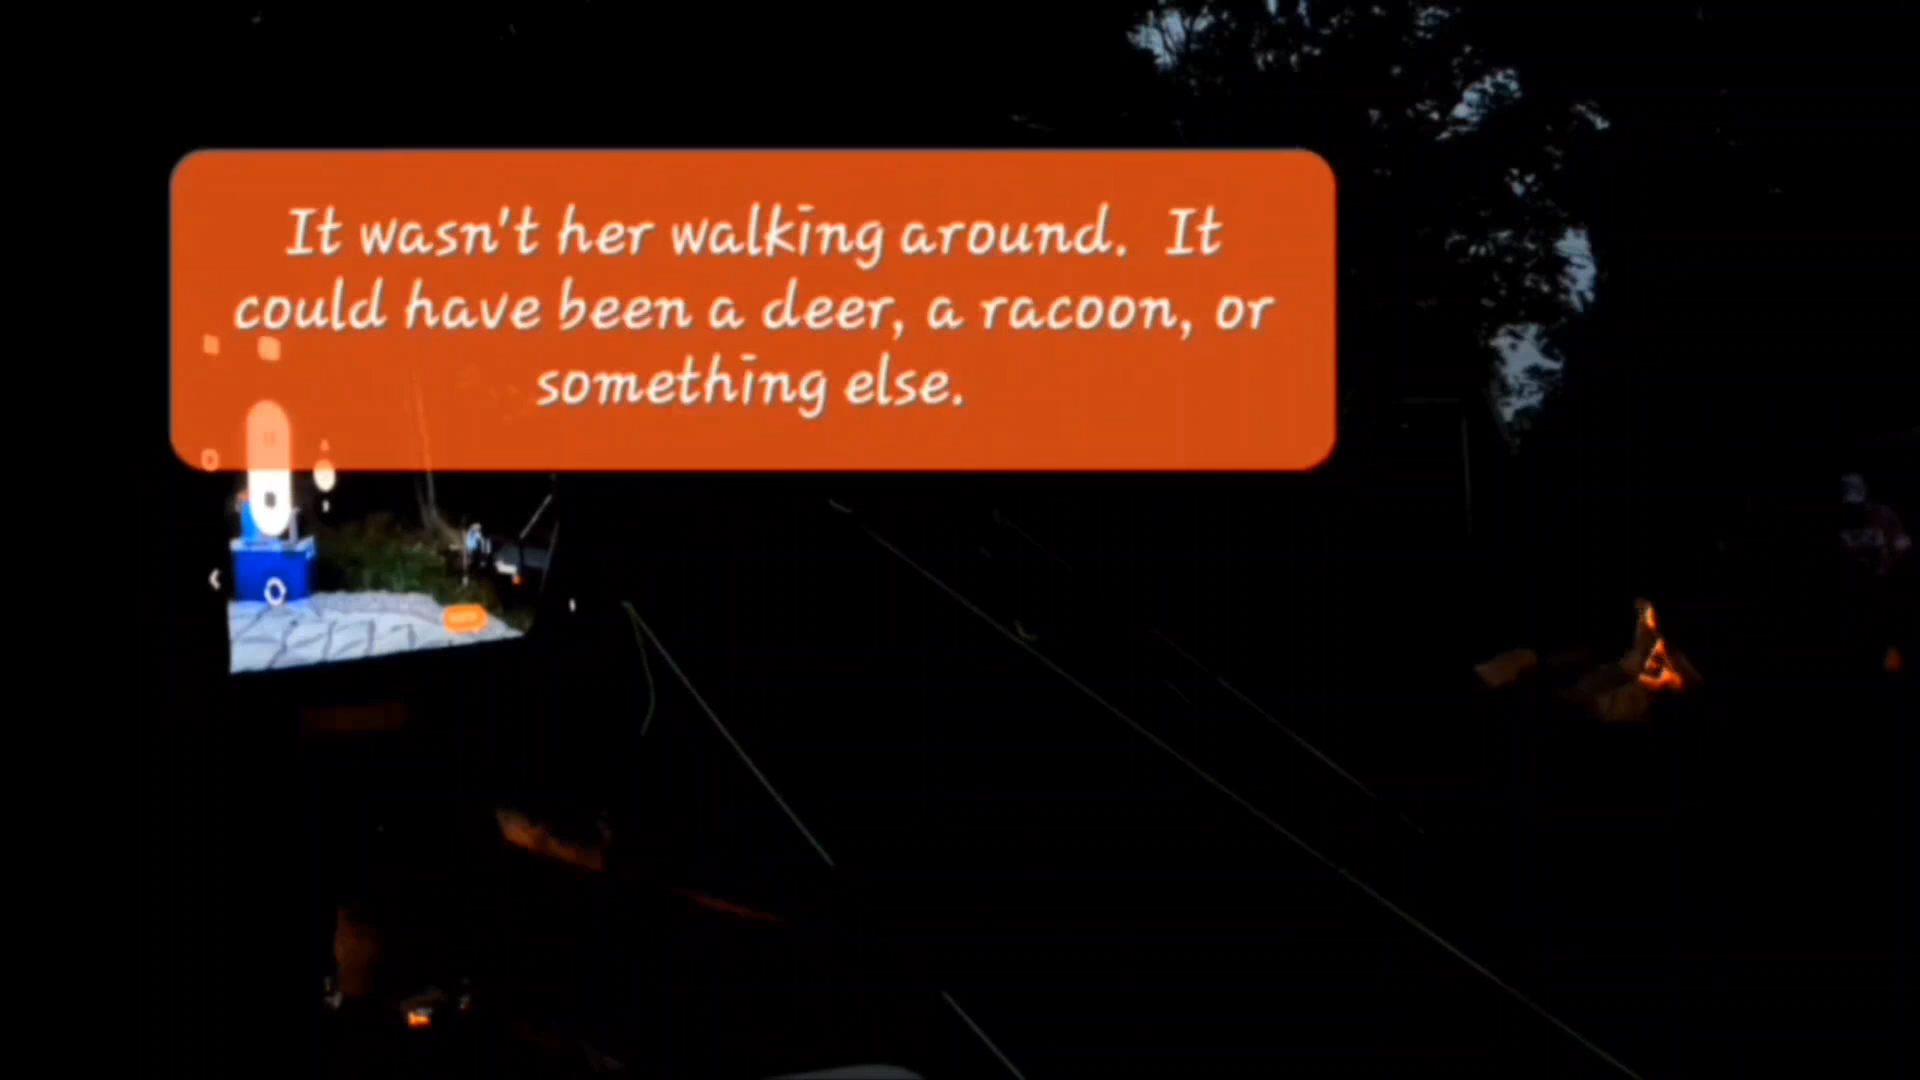 It wasn't her walking around. It
could have been a deer, a racoon, or
something else.